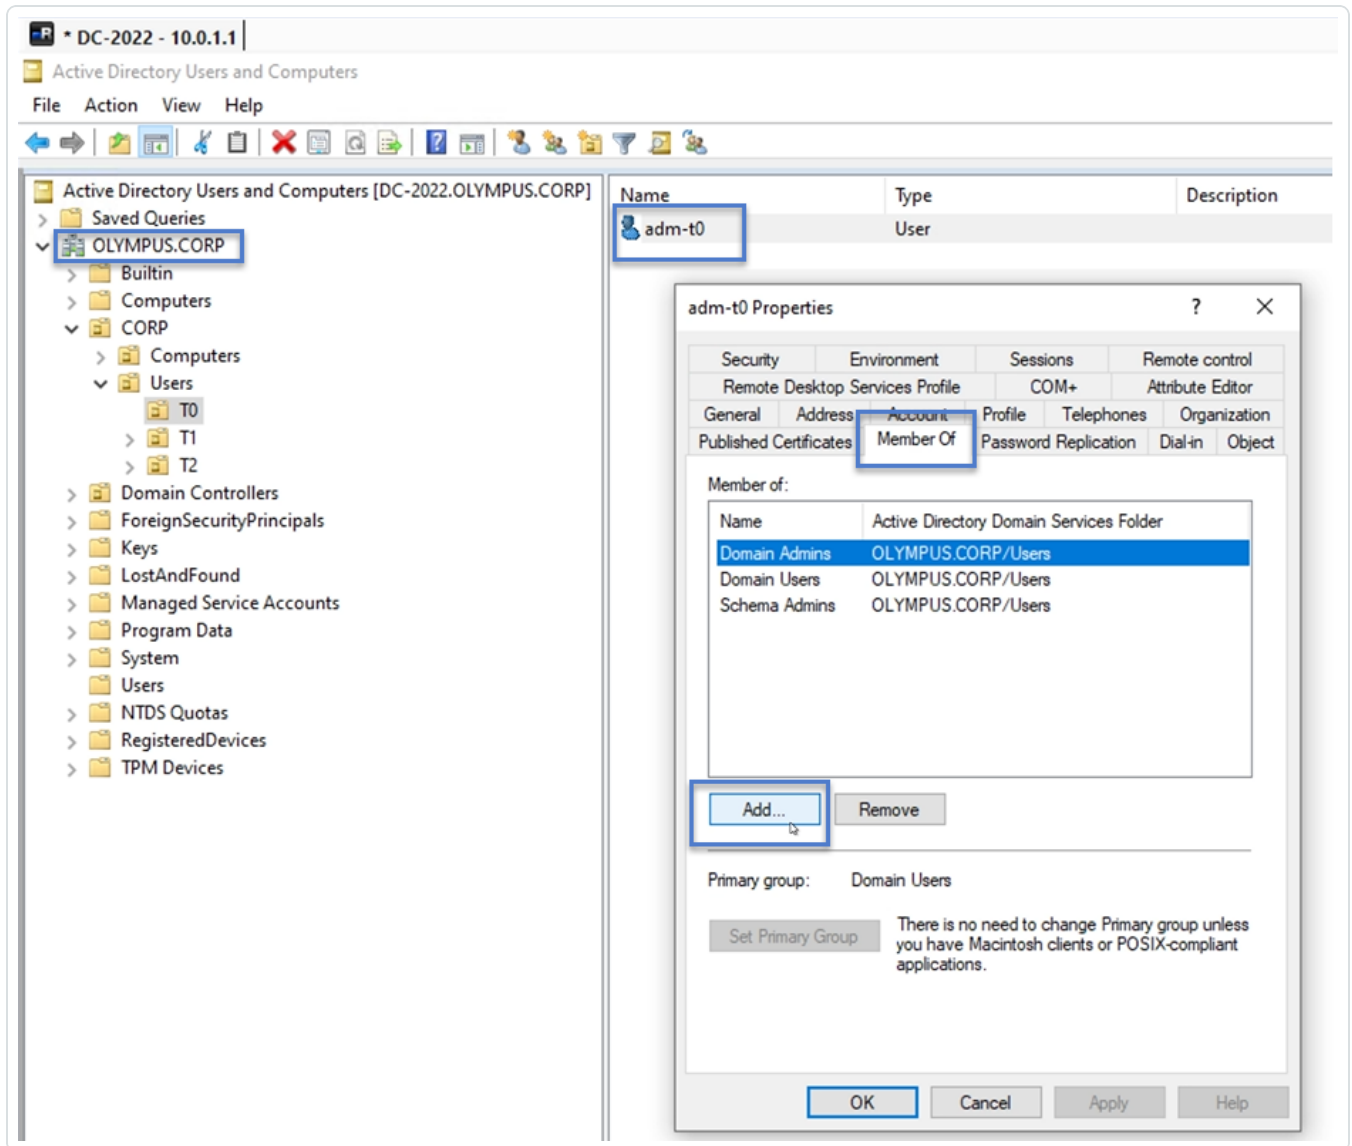 * DC-2022 - 10.0.1.1
Active Directory Users and Computers
File Action View Help
Active Directory Users and Computers [DC-2022.OLYMPUS.CORP]
Saved Queries
OLYMPUS.CORP
Builtin
Computers
CORP
Computers
Users
T0
T1
T2
Domain Controllers
ForeignSecurityPrincipals
Keys
LostAndFound
Managed Service Accounts
Program Data
System
Users
NTDS Quotas
RegisteredDevices
TPM Devices
Name Type Description
adm-t0 User
adm-t0 Properties ?
Security Environment Sessions Remote control
Remote Desktop Services Profile COM+ Attribute Editor
General Address Account Profile Telephones Organization
Published Certificates Member Of Password Replication Dial-in Object
Member of:
Name Active Directory Domain Services Folder
Domain Admins OLYMPUS.CORP/Users
Domain Users OLYMPUS.CORP/Users
Schema Admins OLYMPUS.CORP/Users
Add... Remove
Primary group: Domain Users
Set Primary Group
There is no need to change Primary group unless
you have Macintosh clients or POSIX-compliant
applications.
OK Cancel Apply Help